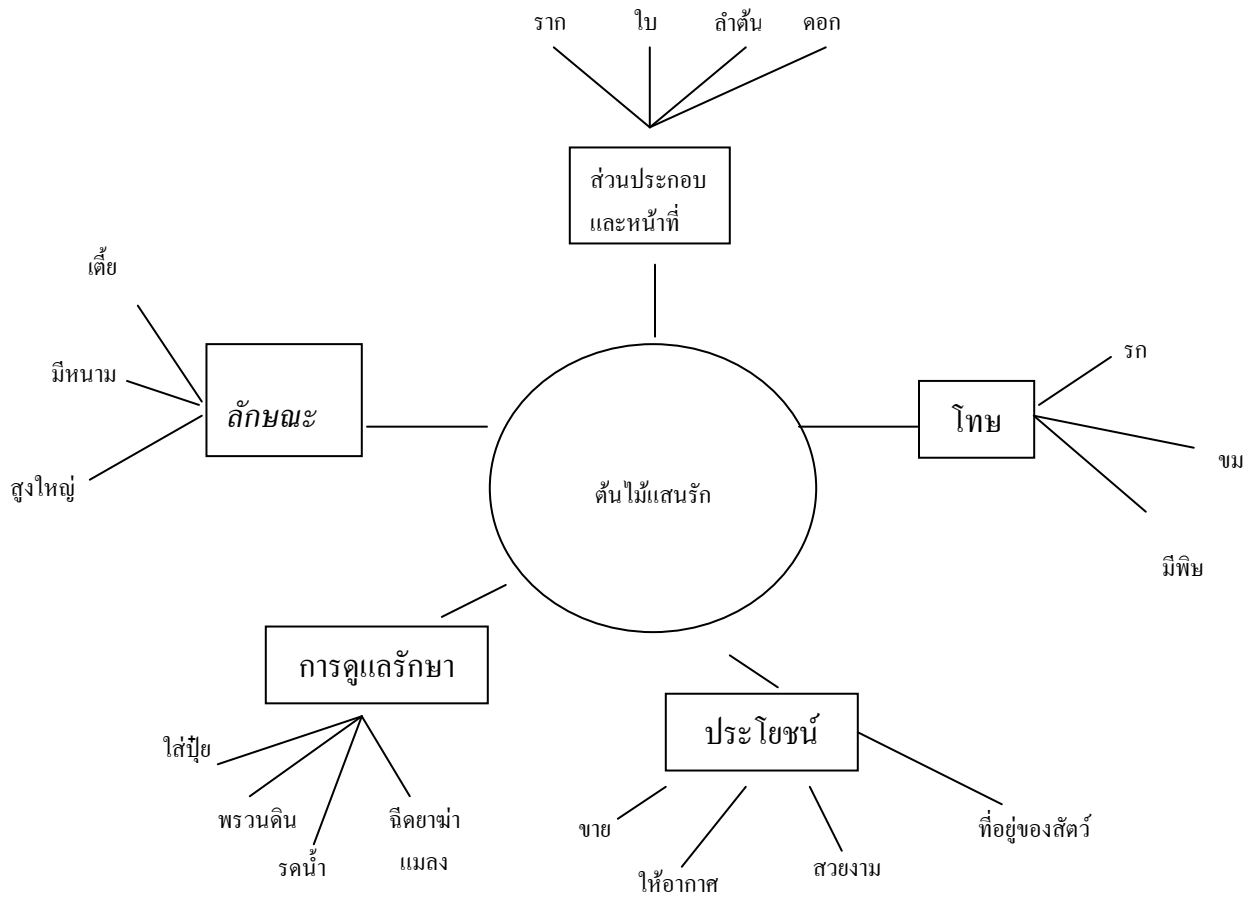 ราก ใบ ลำต้น ดอก
ส่วนประกอบ
และหน้าที่
เตี้ย
มีหนาม
สูงใหญ่
ลักษณะ
รก
ขม
มีพิษ
โทษ
ต้นไม้แสนรัก
การดูแลรักษา
ใส่ปุ๋ย
พรวนดิน
รดน้ำ
ฉีดยาฆ่า
แมลง
ประโยชน์
ขาย
ให้อากาศ
สวยงาม
ที่อยู่ของสัตว์